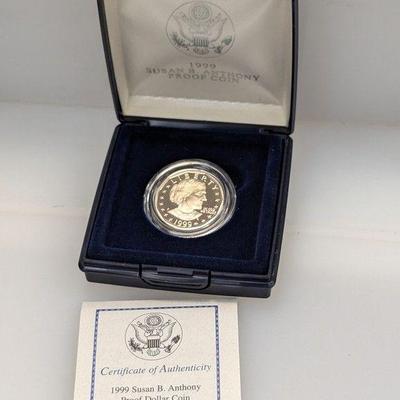 1999
SUSAN B. ANTHONY
PROOF COIN
LIBERTY
1999
Certificate of Authenticity
1999 Susan B. Anthony
Proof Dollar Coin